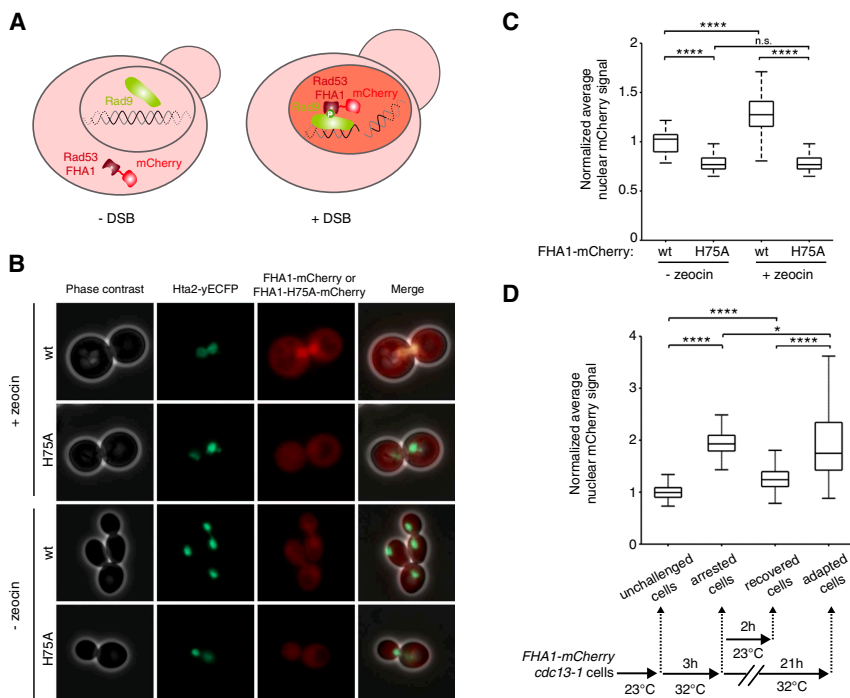 A
Rad9
Rad53
FHA1
mCherry
- DSB
Rad53
FHA1
mCherry
Rad9
P
+ DSB
B
Phase contrast
Hta2-yECFP
FHA1-mCherry or
FHA1-H75A-mCherry
Merge
+ zeocin
wt
H75A
- zeocin
wt
H75A
C
Normalized average
nuclear mCherry signal
2
1.5
1
0.5
0
****
n.s.
**** ****
FHA1-mCherry: wt H75A wt H75A
- zeocin + zeocin
D
Normalized average
nuclear mCherry signal
4
3
2
1
0
****
*
**** ****
unchallenged
cells
arrested
cells
recovered
cells
adapted
cells
2h
23°C
FHA1-mCherry
cdc13-1 cells
3h 21h
23°C 32°C 32°C